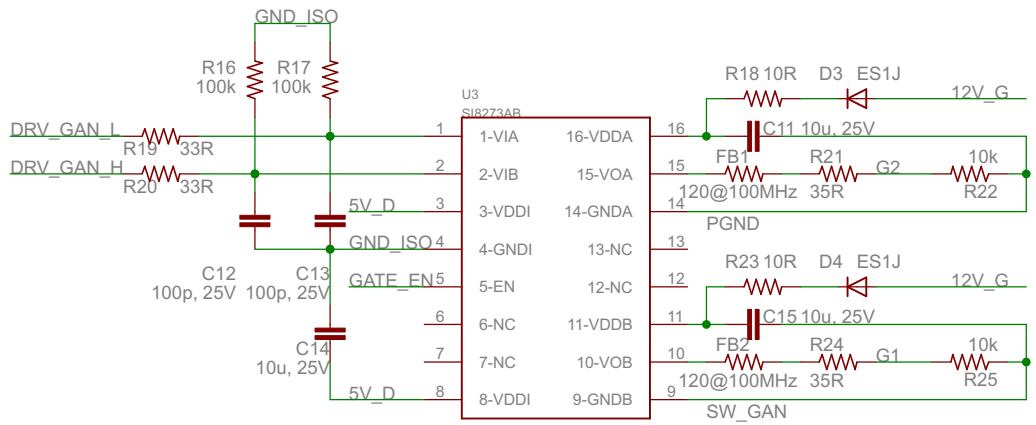 GND_ISO
R16
100k
R17
100k
DRV_GAN_L
R19 33R
DRV_GAN_H
R20 33R
5V_D
GND_ISO
GATE_EN
C12
100p, 25V
C13
100p, 25V
C14
10u, 25V
5V_D
U3
SI8273AB
1 1-VIA
2 2-VIB
3 3-VDDI
4 4-GNDI
5 5-EN
6 6-NC
7 7-NC
8 8-VDDI
16-VDDA 16
15-VOA 15
14-GNDA 14
13-NC 13
12-NC 12
11-VDDB 11
10-VOB 10
9-GNDB 9
R18 10R D3 ES1J
12V_G
C11 10u, 25V
FB1 R21 G2 10k
120@100MHz 35R R22
PGND
R23 10R D4 ES1J
12V_G
C15 10u, 25V
FB2 R24 G1 10k
120@100MHz 35R R25
SW_GAN